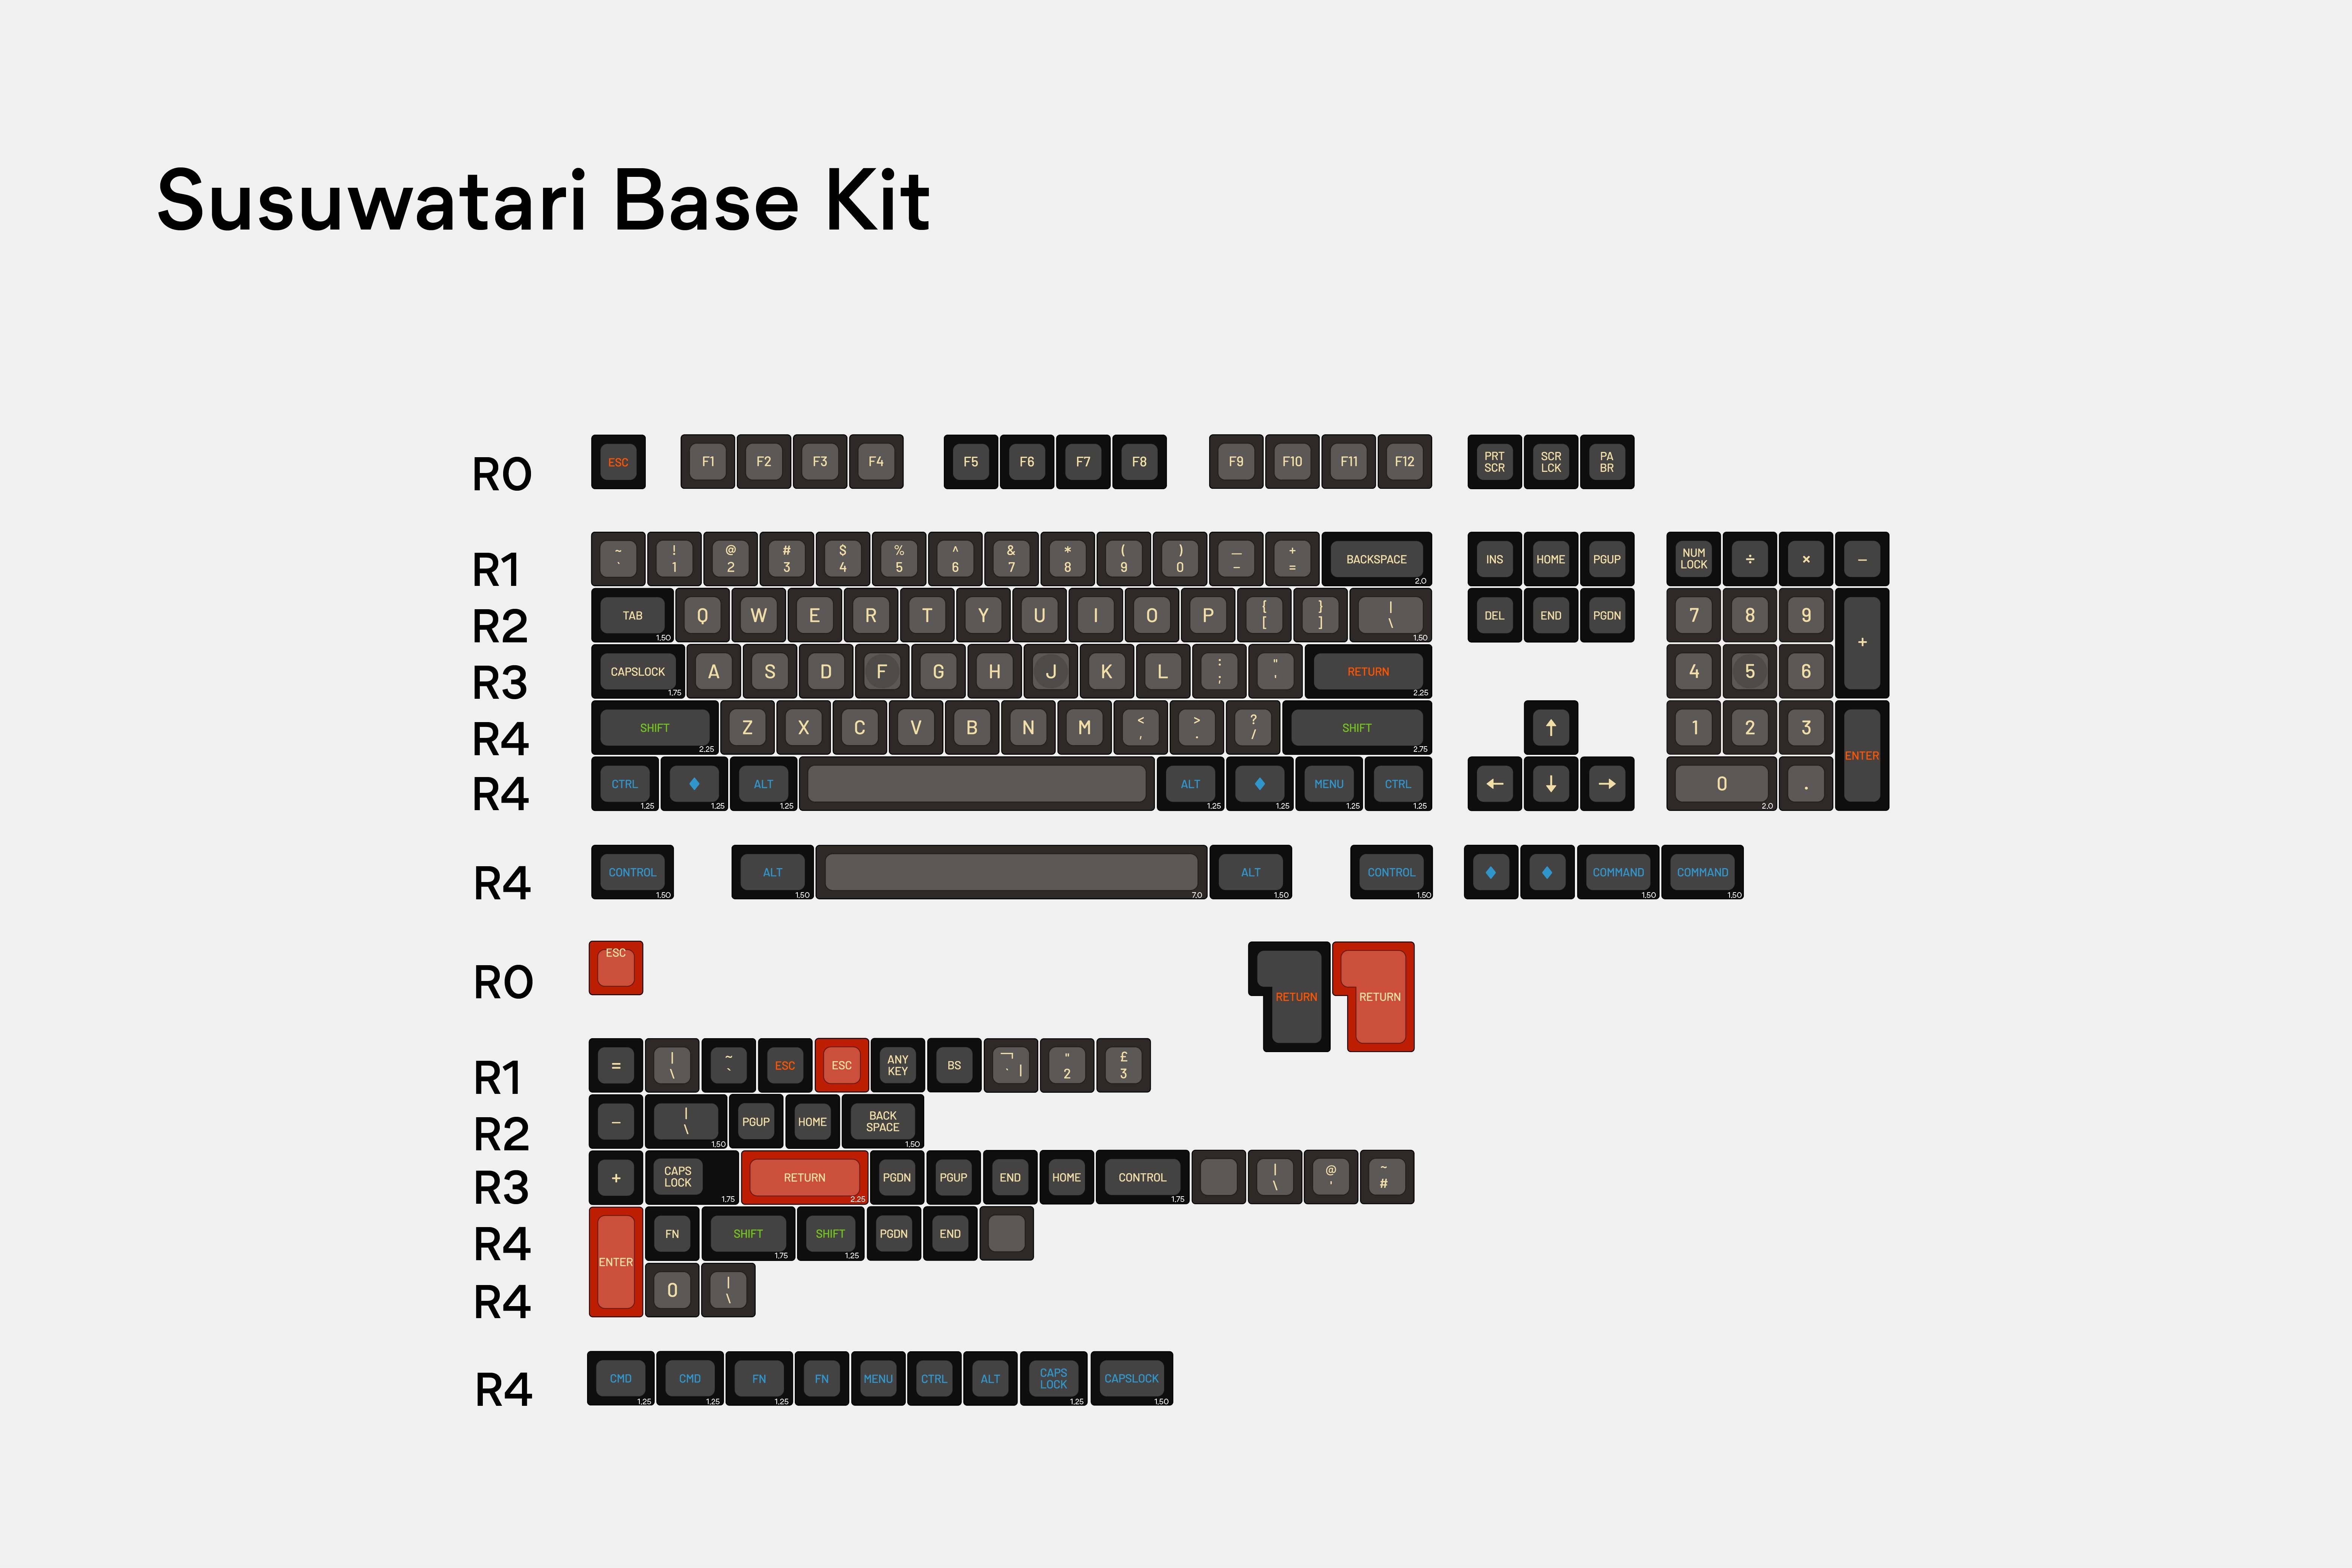 Susuwatari Base Kit
R0 ESC F1 F2 F3 F4 F5 F6 F7 F8 F9 F10 F11 F12 PRT SCR SCR LCK PA BR
R1 ~ ` ! 1 @ 2 # 3 $ 4 % 5 ^ 6 & 7 * 8 ( 9 ) 0 — – + = BACKSPACE 2.0 INS HOME PGUP NUM LOCK ÷ × –
R2 TAB 1.50 Q W E R T Y U I O P { [ } ] | \ 1.50 DEL END PGDN 7 8 9 +
R3 CAPSLOCK 1.75 A S D F G H J K L : ; " ' RETURN 2.25 4 5 6
R4 SHIFT 2.25 Z X C V B N M < , > . ? / SHIFT 2.75 ↑ 1 2 3 ENTER
R4 CTRL 1.25 ♦ 1.25 ALT 1.25 ALT 1.25 ♦ 1.25 MENU 1.25 CTRL 1.25 ← ↓ → 0 2.0 .
R4 CONTROL 1.50 ALT 1.50 7.0 ALT 1.50 CONTROL 1.50 ♦ ♦ COMMAND 1.50 COMMAND 1.50
R0 ESC RETURN RETURN
R1 = | \ ~ ` ESC ESC ANY KEY BS ¬ ` | " 2 £ 3
R2 – | \ 1.50 PGUP HOME BACK SPACE 1.50
R3 + CAPS LOCK 1.75 RETURN 2.25 PGDN PGUP END HOME CONTROL 1.75 | \ @ ' ~ #
R4 ENTER FN SHIFT 1.75 SHIFT 1.25 PGDN END
R4 0 | \
R4 CMD 1.25 CMD 1.25 FN 1.25 FN MENU CTRL ALT CAPS LOCK 1.25 CAPSLOCK 1.50